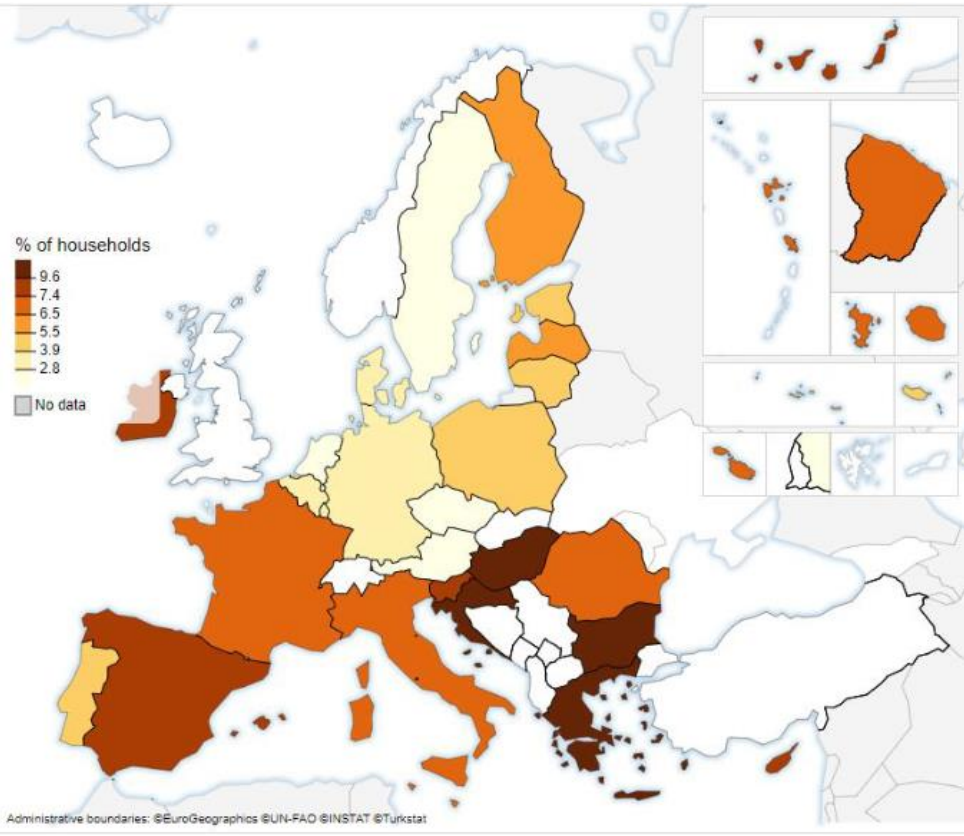 % of households
9.6
7.4
6.5
5.5
3.9
2.8
No data
Administrative boundaries: ©EuroGeographics ©UN-FAO ©INSTAT ©Turkstat